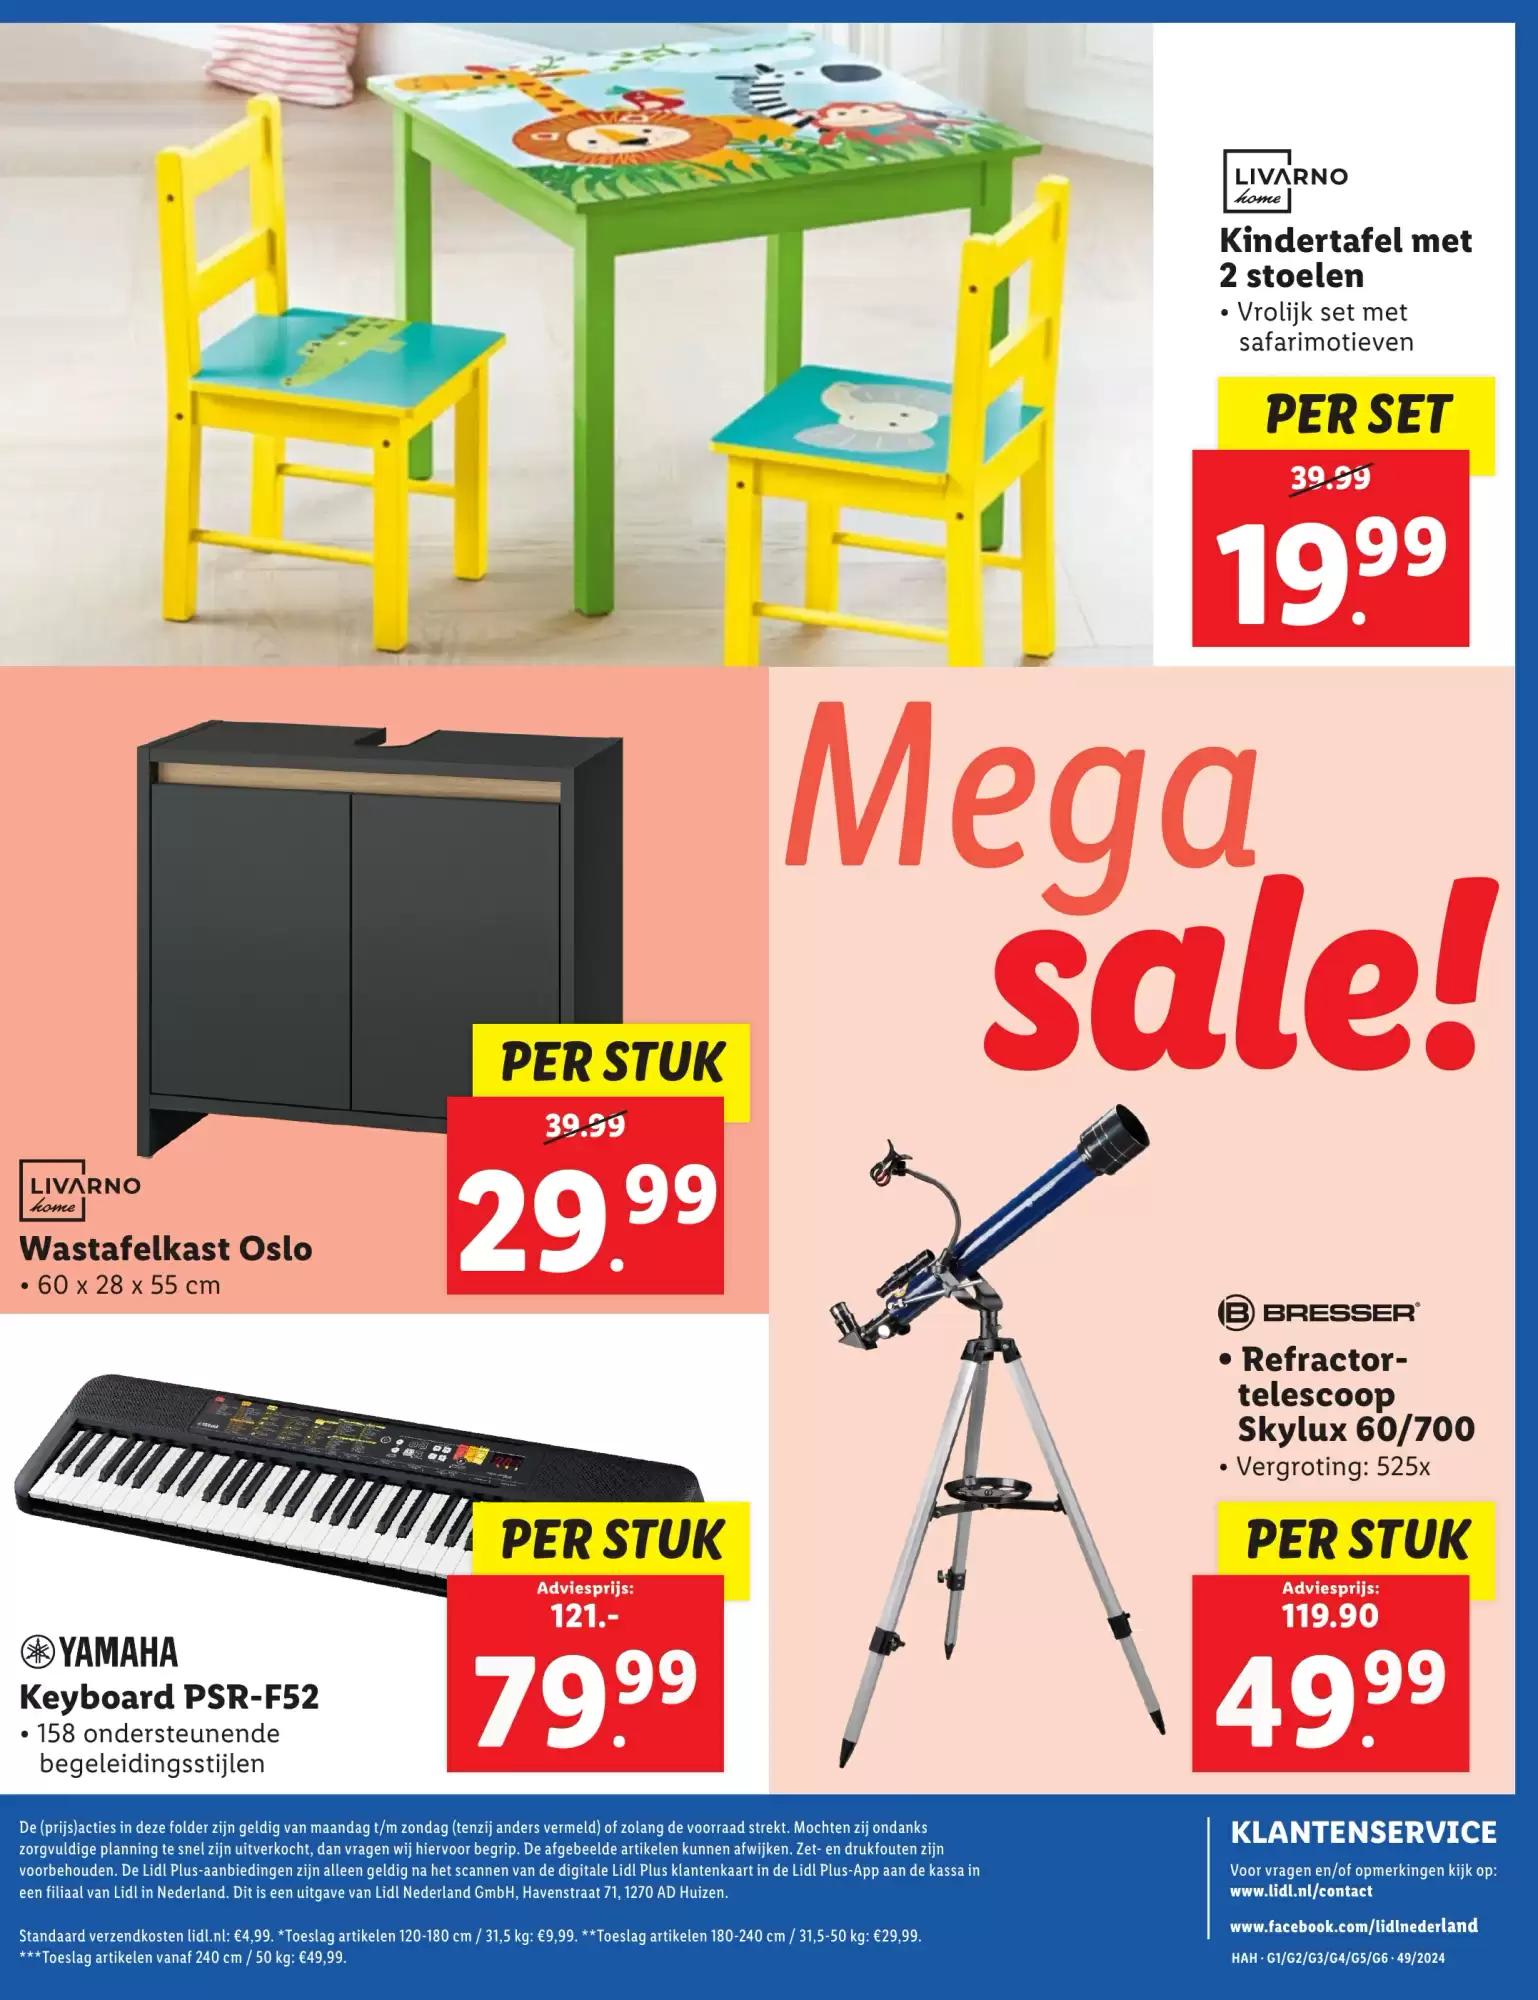 LIVARNO
home
Kindertafel met
2 stoelen
• Vrolijk set met
safarimotieven
PER SET
39.99
19.99
Mega
sale!
PER STUK
39.99
29.99
LIVARNO
home
Wastafelkast Oslo
• 60 x 28 x 55 cm
BRESSER®
• Refractor-
telescoop
Skylux 60/700
• Vergroting: 525x
PER STUK
Adviesprijs:
119.90
49.99
PER STUK
Adviesprijs:
121.-
79.99
YAMAHA
Keyboard PSR-F52
• 158 ondersteunende
begeleidingsstijlen
De (prijs)acties in deze folder zijn geldig van maandag t/m zondag (tenzij anders vermeld) of zolang de voorraad strekt. Mochten zij ondanks
zorgvuldige planning te snel zijn uitverkocht, dan vragen wij hiervoor begrip. De afgebeelde artikelen kunnen afwijken. Zet- en drukfouten zijn
voorbehouden. De Lidl Plus-aanbiedingen zijn alleen geldig na het scannen van de digitale Lidl Plus klantenkaart in de Lidl Plus-App aan de kassa in
een filiaal van Lidl in Nederland. Dit is een uitgave van Lidl Nederland GmbH, Havenstraat 71, 1270 AD Huizen.
Standaard verzendkosten lidl.nl: €4,99. *Toeslag artikelen 120-180 cm / 31,5 kg: €9,99. **Toeslag artikelen 180-240 cm / 31,5-50 kg: €29,99.
***Toeslag artikelen vanaf 240 cm / 50 kg: €49,99.
KLANTENSERVICE
Voor vragen en/of opmerkingen kijk op:
www.lidl.nl/contact
www.facebook.com/lidlnederland
HAH · G1/G2/G3/G4/G5/G6 · 49/2024